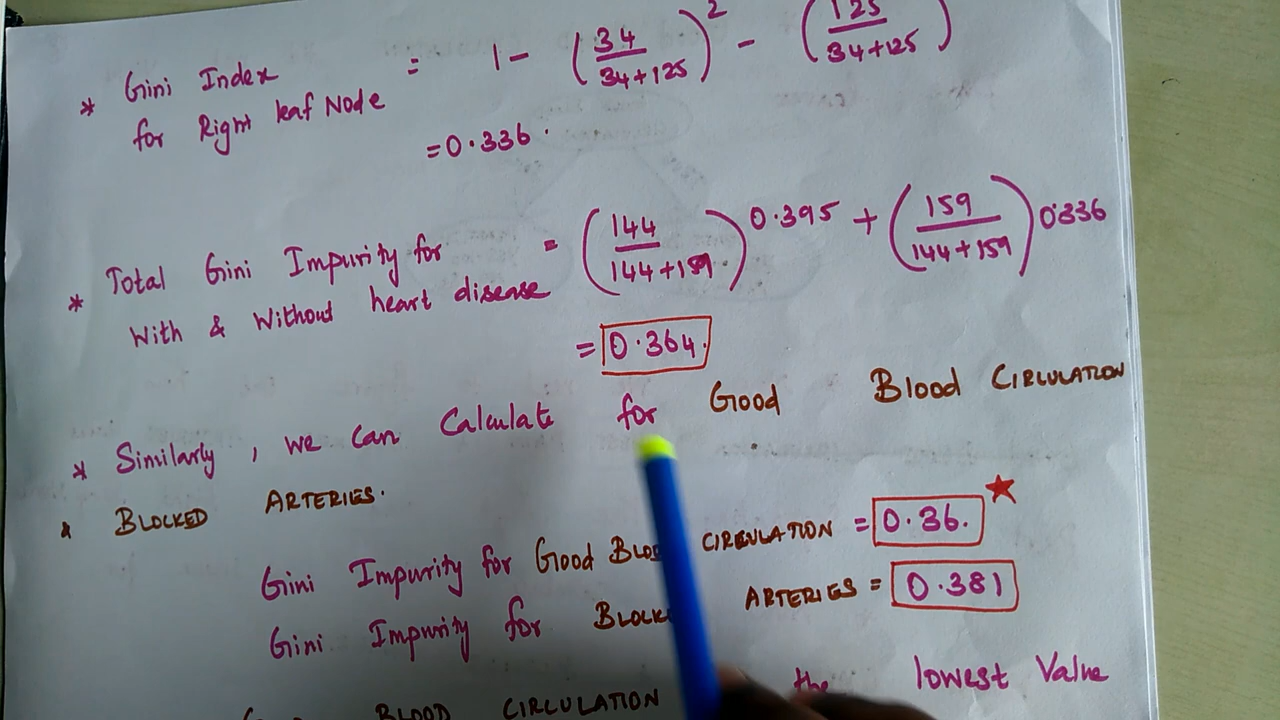 * Gini Index = 1 - (34/34+125)² - (125/34+125)
for Right leaf Node
= 0.336.
* Total Gini Impurity for = (144/144+159) 0.395 + (159/144+159) 0.336
With & Without heart disease
= 0.364.
* Similarly, we can Calculate for Good Blood CIRCULATION
& BLOCKED ARTERIES.
Gini Impurity for Good CIRCULATION = 0.36. ★
Gini Impurity for ARTERIES = 0.381
BLOOD CIRCULATION the lowest Value